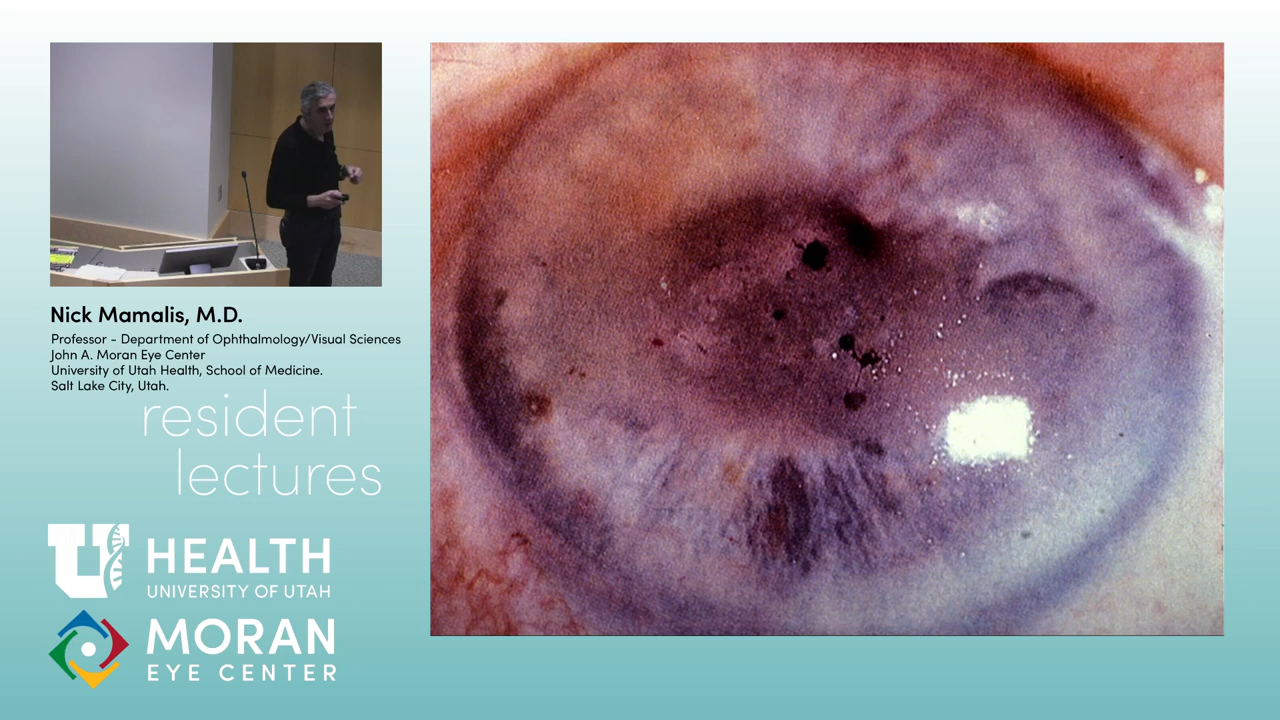 Nick Mamalis, M.D.
Professor - Department of Ophthalmology/Visual Sciences
John A. Moran Eye Center
University of Utah Health, School of Medicine.
Salt Lake City, Utah.
resident
lectures
U HEALTH
UNIVERSITY OF UTAH
MORAN
EYE CENTER